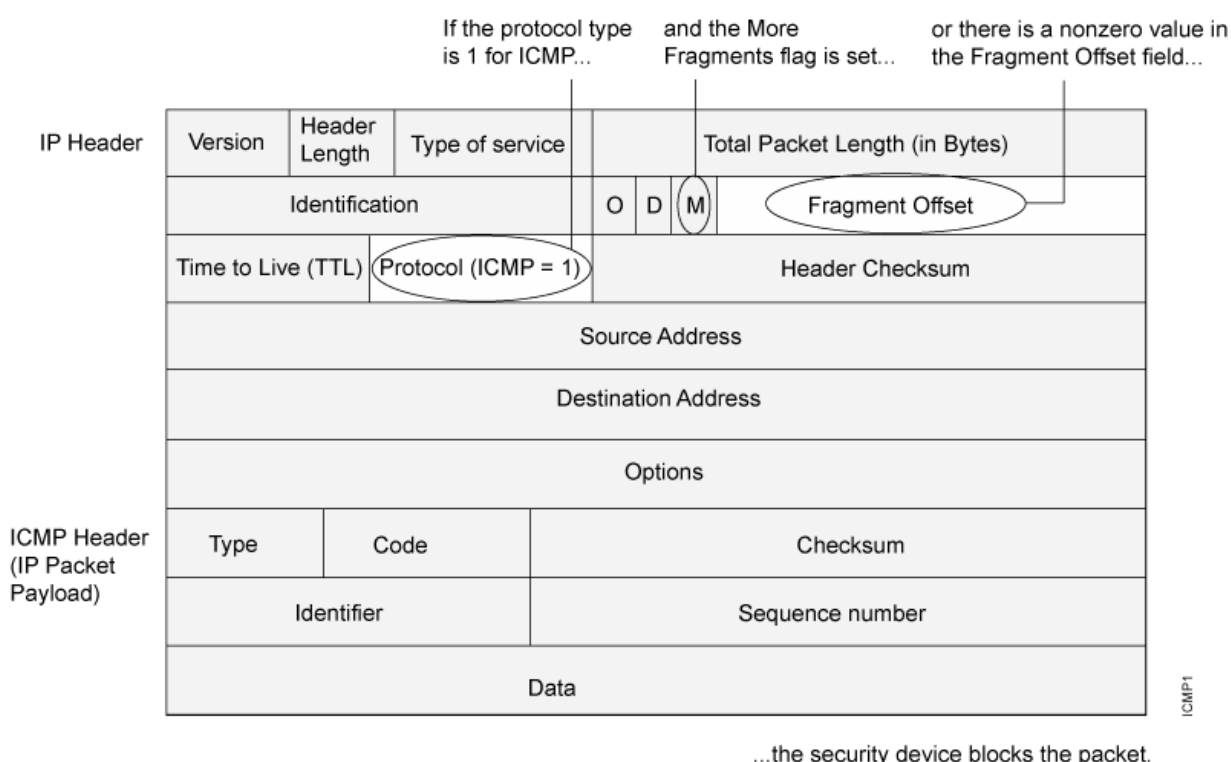 If the protocol type
is 1 for ICMP...
and the More
Fragments flag is set...
or there is a nonzero value in
the Fragment Offset field...
IP Header
Version
Header
Length
Type of service
Total Packet Length (in Bytes)
Identification
O
D
M
Fragment Offset
Time to Live (TTL)
Protocol (ICMP = 1)
Header Checksum
Source Address
Destination Address
Options
ICMP Header
(IP Packet
Payload)
Type
Code
Checksum
Identifier
Sequence number
Data
ICMP1
...the security device blocks the packet.